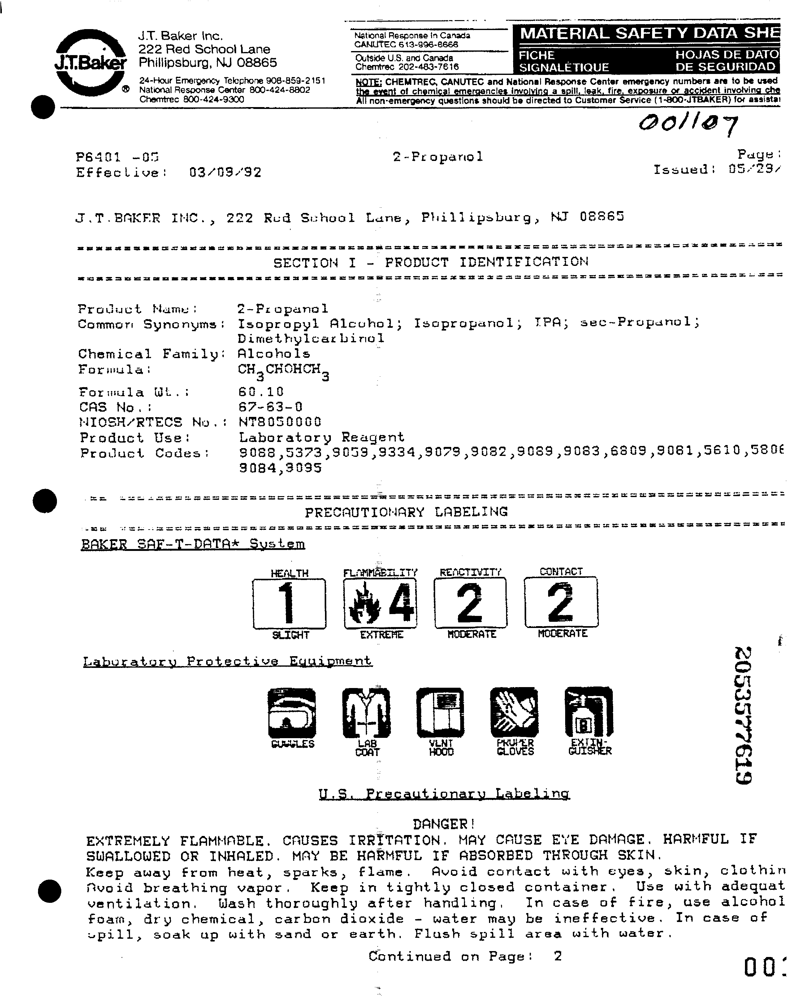 J.T.Baker
®
J.T. Baker Inc.
222 Red School Lane
Phillipsburg, NJ 08865
24-Hour Emergency Telephone 908-859-2151
National Response Center 800-424-8802
Chemtrec 800-424-9300
National Response in Canada
CANUTEC 613-996-6666
Outside U.S. and Canada
Chemtrec 202-483-7616
MATERIAL SAFETY DATA SHE
FICHE HOJAS DE DATO
SIGNALÉTIQUE DE SEGURIDAD
NOTE: CHEMTREC, CANUTEC and National Response Center emergency numbers are to be used
the event of chemical emergencies involving a spill, leak, fire, exposure or accident involving che
All non-emergency questions should be directed to Customer Service (1-800-JTBAKER) for assista
001107
P6401 -05 2-Propanol Page:
Effective: 03/09/92 Issued: 05/29/
J.T.BAKER INC., 222 Red School Lane, Phillipsburg, NJ 08865
SECTION I - PRODUCT IDENTIFICATION
Product Name: 2-Propanol
Common Synonyms: Isopropyl Alcohol; Isopropanol; IPA; sec-Propanol;
Dimethylcarbinol
Chemical Family: Alcohols
Formula: CH3CHOHCH3
Formula Wt.: 60.10
CAS No.: 67-63-0
NIOSH/RTECS No.: NT8050000
Product Use: Laboratory Reagent
Product Codes: 9088,5373,9059,9334,9079,9082,9089,9083,6809,9081,5610,5806
9084,9095
PRECAUTIONARY LABELING
BAKER SAF-T-DATA* System
HEALTH FLAMMABILITY REACTIVITY CONTACT
1 4 2 2
SLIGHT EXTREME MODERATE MODERATE
Laboratory Protective Equipment
GOGGLES LAB COAT VENT HOOD PROPER GLOVES EXTIN-GUISHER
B
2053577619
U.S. Precautionary Labeling
DANGER!
EXTREMELY FLAMMABLE. CAUSES IRRITATION. MAY CAUSE EYE DAMAGE. HARMFUL IF
SWALLOWED OR INHALED. MAY BE HARMFUL IF ABSORBED THROUGH SKIN.
Keep away from heat, sparks, flame. Avoid contact with eyes, skin, clothin
Avoid breathing vapor. Keep in tightly closed container. Use with adequat
ventilation. Wash thoroughly after handling. In case of fire, use alcohol
foam, dry chemical, carbon dioxide - water may be ineffective. In case of
spill, soak up with sand or earth. Flush spill area with water.
Continued on Page: 2